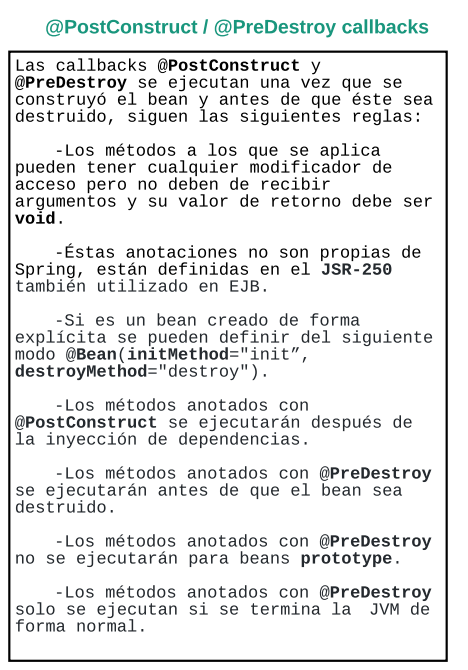 @PostConstruct / @PreDestroy callbacks
Las callbacks @PostConstruct y
@PreDestroy se ejecutan una vez que se
construyó el bean y antes de que éste sea
destruido, siguen las siguientes reglas:
-Los métodos a los que se aplica
pueden tener cualquier modificador de
acceso pero no deben de recibir
argumentos y su valor de retorno debe ser
void.
-Éstas anotaciones no son propias de
Spring, están definidas en el JSR-250
también utilizado en EJB.
-Si es un bean creado de forma
explícita se pueden definir del siguiente
modo @Bean(initMethod="init”,
destroyMethod="destroy").
-Los métodos anotados con
@PostConstruct se ejecutarán después de
la inyección de dependencias.
-Los métodos anotados con @PreDestroy
se ejecutarán antes de que el bean sea
destruido.
-Los métodos anotados con @PreDestroy
no se ejecutarán para beans prototype.
-Los métodos anotados con @PreDestroy
solo se ejecutan si se termina la  JVM de
forma normal.